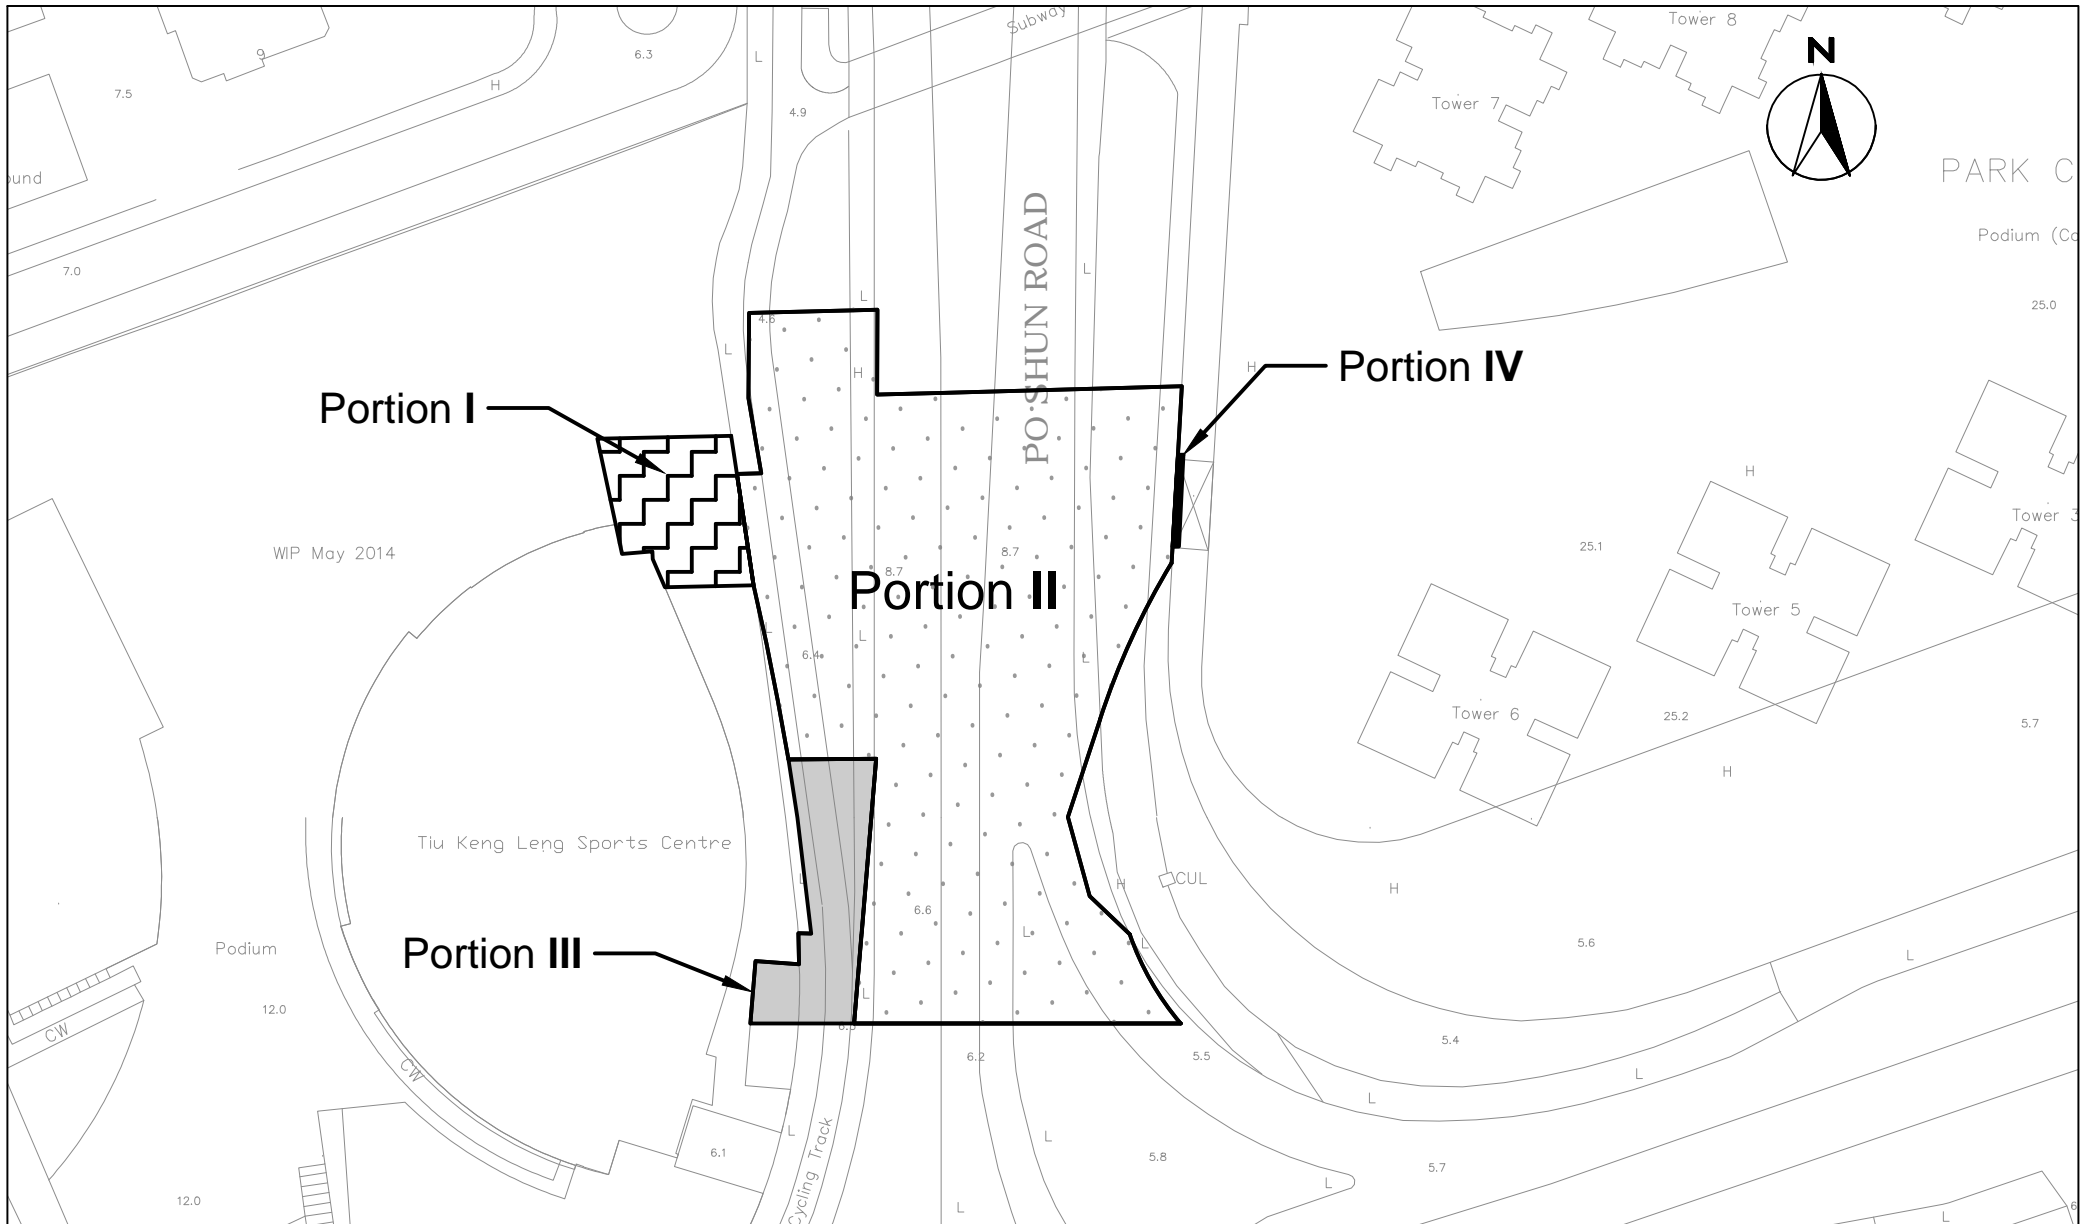 Subway
Tower 8
9
6.3
L
N
H
7.5
Tower 7
4.9
PARK C
ound
PO SHUN ROAD
Podium (Ca
7.0
L
L
25.0
4.6
L
H
H
Portion IV
Portion I
H
Tower 3
WIP May 2014
8.7
25.1
8.7
Portion II
Tower 5
L
L
6.4
L
Tower 6
25.2
5.7
H
Tiu Keng Leng Sports Centre
L
H
CUL
H
6.6
L
L
5.6
Podium
Portion III
L
L
12.0
6.3
CW
6.2
5.5
5.4
CW
L
L
L
L
Cycling Track
6.1
5.8
5.7
12.0
L
L
L
6